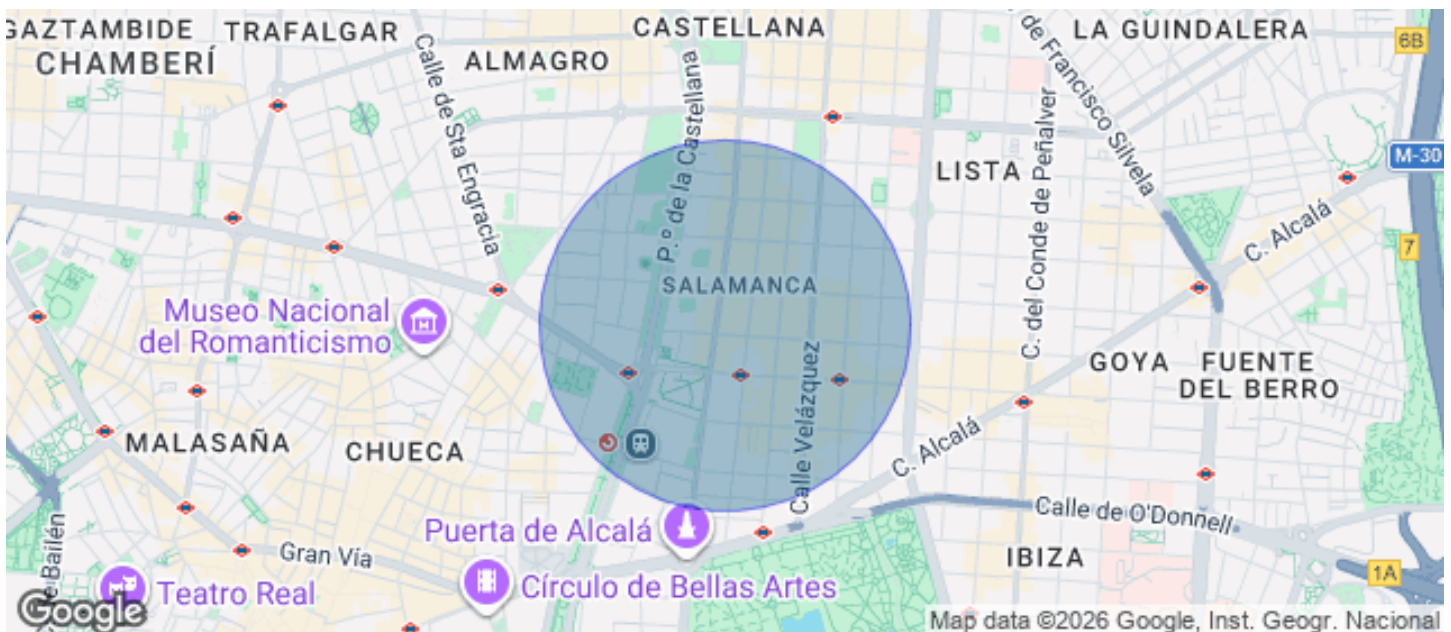 GAZTAMBIDE
TRAFALGAR
CASTELLANA
LA GUINDALERA
6B
CHAMBERÍ
ALMAGRO
Calle de Sta Engracia
P.º de la Castellana
de Francisco Silvela
C. del Conde de Peñalver
M-30
LISTA
C. Alcalá
7
SALAMANCA
Museo Nacional
del Romanticismo
Calle Velázquez
GOYA
FUENTE
DEL BERRO
MALASAÑA
CHUECA
C. Alcalá
Puerta de Alcalá
Calle de O'Donnell
Gran Vía
IBIZA
de Bailén
Teatro Real
Círculo de Bellas Artes
1A
Google
Map data ©2026 Google, Inst. Geogr. Nacional